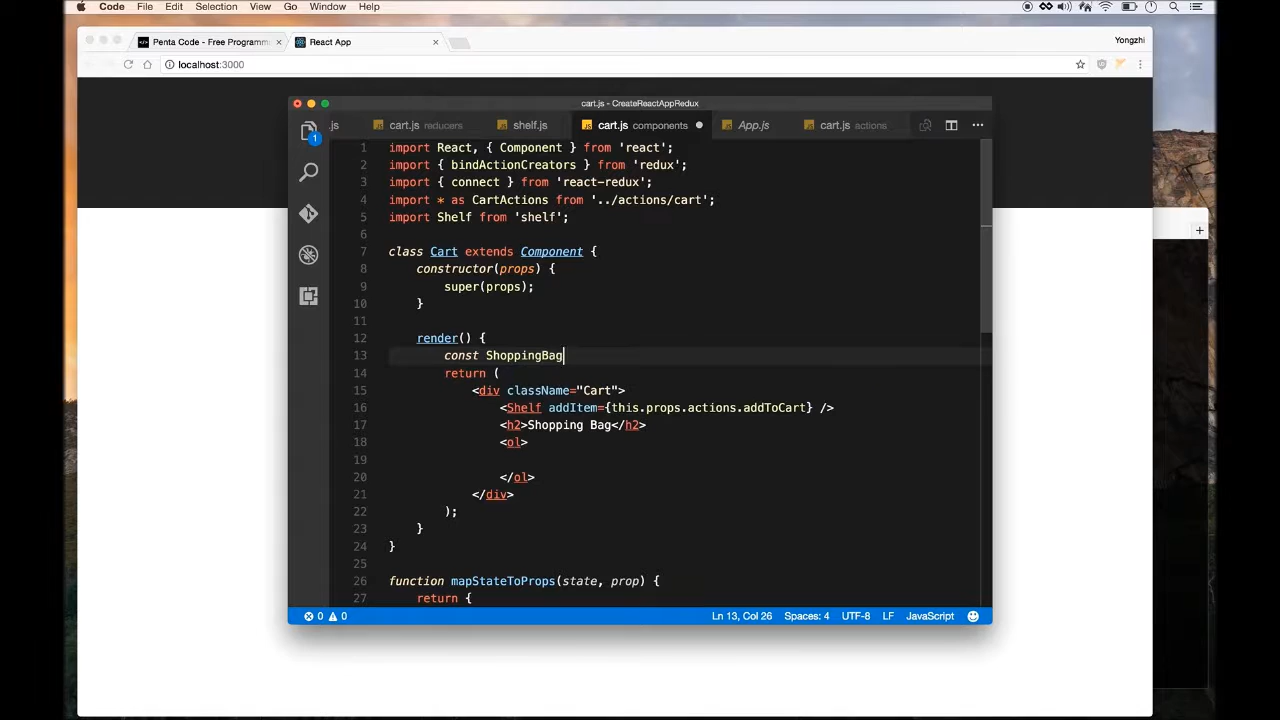 Code File Edit Selection View Go Window Help
Penta Code - Free Programm React App Yongzhi
localhost:3000
cart.js - CreateReactAppRedux
.js cart.js reducers shelf.js cart.js components App.js cart.js actions
1
1 import React, { Component } from 'react';
2 import { bindActionCreators } from 'redux';
3 import { connect } from 'react-redux';
4 import * as CartActions from '../actions/cart';
5 import Shelf from 'shelf';
6
7 class Cart extends Component {
8 constructor(props) {
9 super(props);
10 }
11
12 render() {
13 const ShoppingBag
14 return (
15 <div className="Cart">
16 <Shelf addItem={this.props.actions.addToCart} />
17 <h2>Shopping Bag</h2>
18 <ol>
19
20 </ol>
21 </div>
22 );
23 }
24 }
25
26 function mapStateToProps(state, prop) {
27 return {
0 0 Ln 13, Col 26 Spaces: 4 UTF-8 LF JavaScript